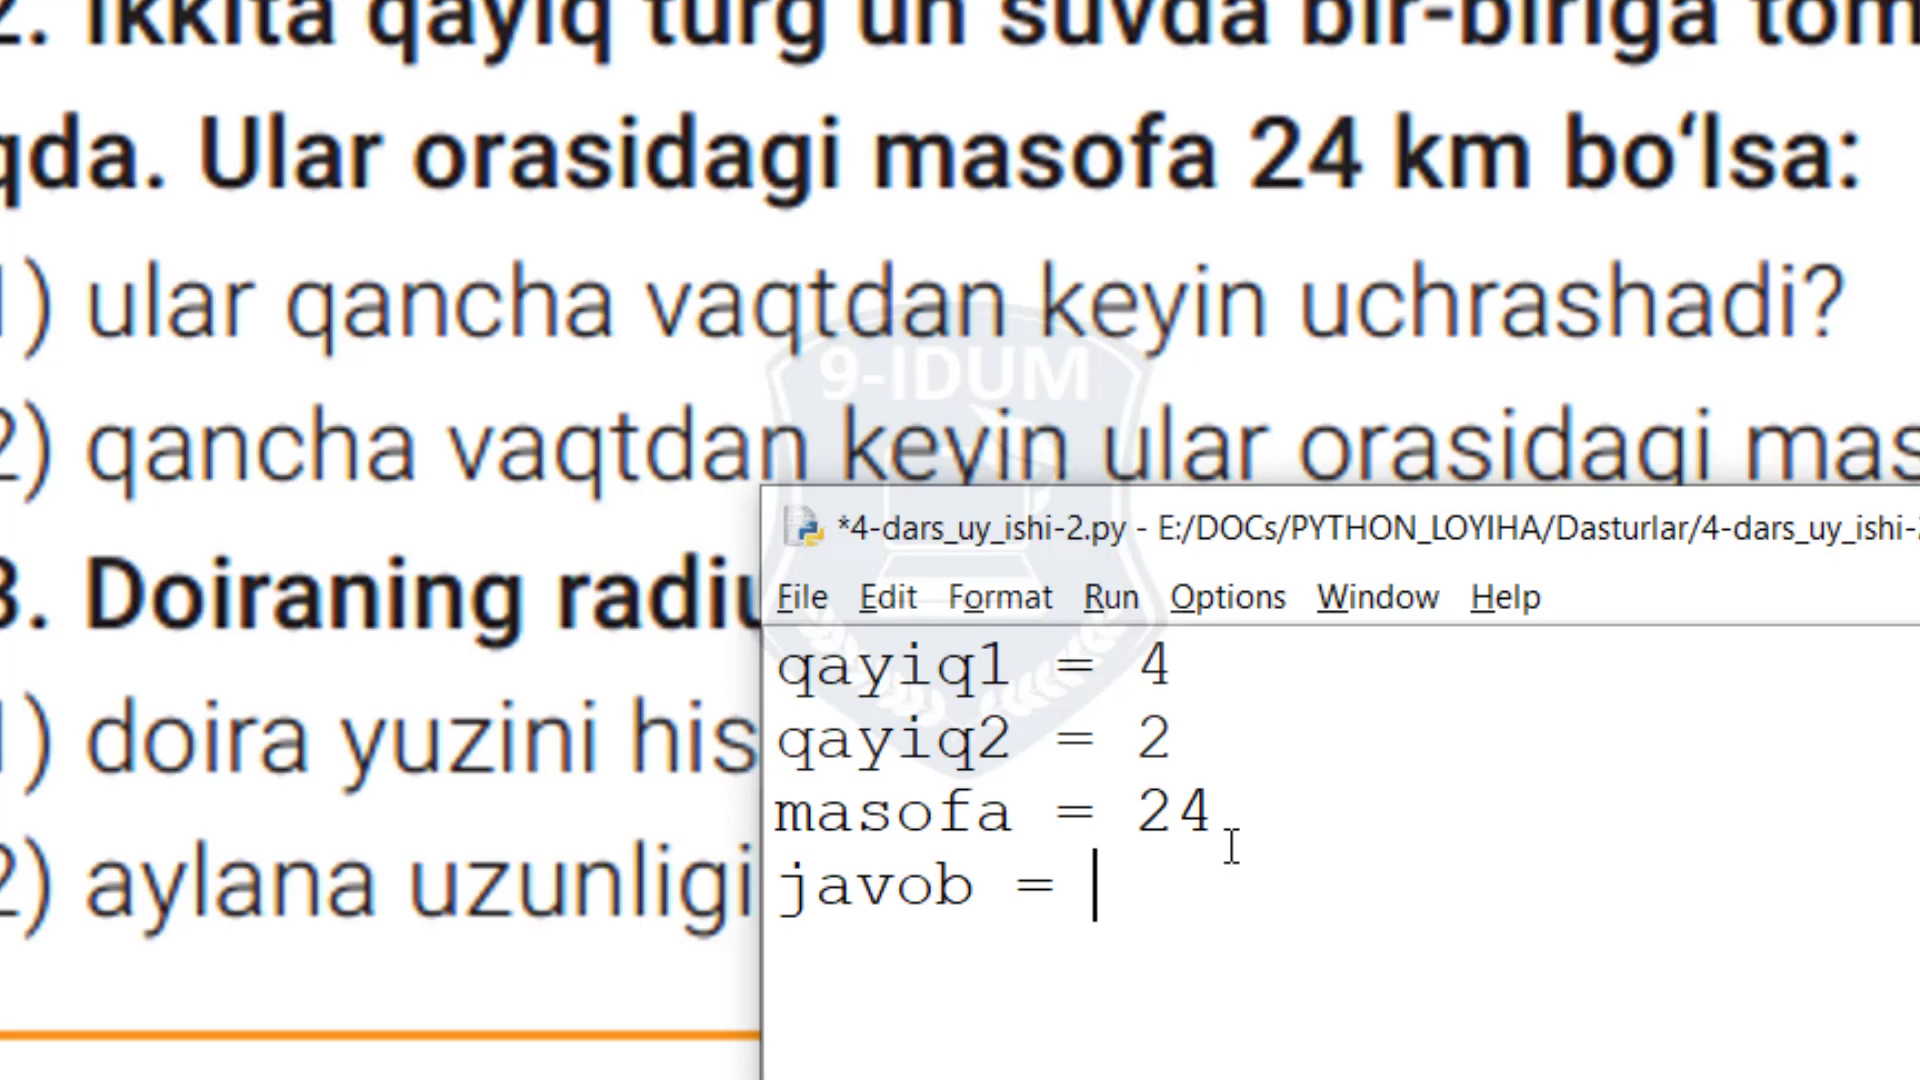 2. Ikkita qayiq turg'un suvda bir-biriga
qda. Ular orasidagi masofa 24 km bo‘lsa:
1) ular qancha vaqtdan keyin uchrashadi?
2) qancha vaqtdan keyin ular orasidagi mas
3. Doiraning radiu
1) doira yuzini his
2) aylana uzunligi
9-IDUM
*4-dars_uy_ishi-2.py - E:/DOCs/PYTHON_LOYIHA/Dasturlar/4-dars_uy_ishi-2
File Edit Format Run Options Window Help
qayiq1 = 4
qayiq2 = 2
masofa = 24
javob =